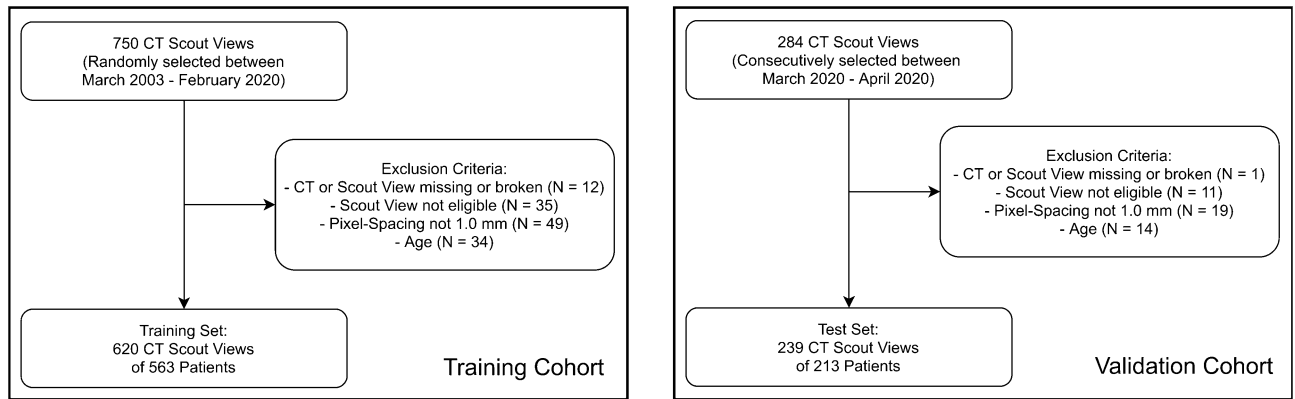 750 CT Scout Views
(Randomly selected between
March 2003 - February 2020)
Exclusion Criteria:
- CT or Scout View missing or broken (N = 12)
- Scout View not eligible (N = 35)
- Pixel-Spacing not 1.0 mm (N = 49)
- Age (N = 34)
Training Set:
620 CT Scout Views
of 563 Patients
Training Cohort
284 CT Scout Views
(Consecutively selected between
March 2020 - April 2020)
Exclusion Criteria:
- CT or Scout View missing or broken (N = 1)
- Scout View not eligible (N = 11)
- Pixel-Spacing not 1.0 mm (N = 19)
- Age (N = 14)
Test Set:
239 CT Scout Views
of 213 Patients
Validation Cohort